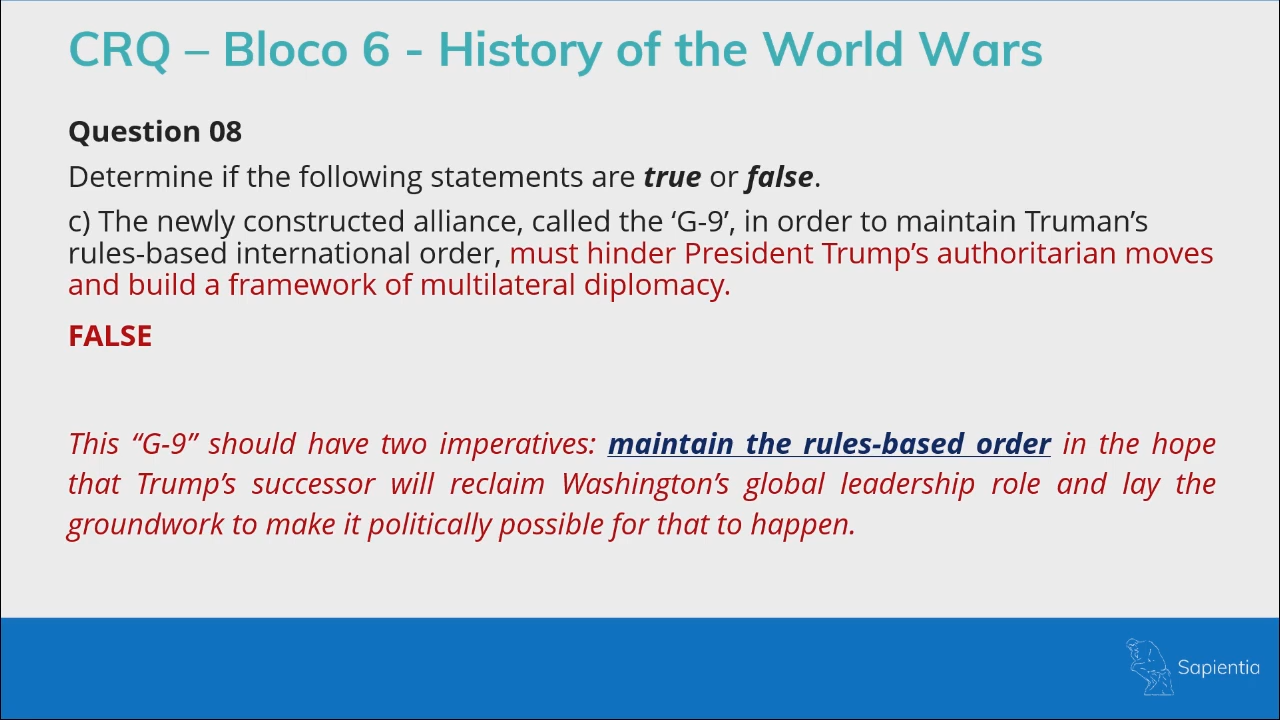 CRQ – Bloco 6 - History of the World Wars
Question 08
Determine if the following statements are true or false.
c) The newly constructed alliance, called the ‘G-9’, in order to maintain Truman’s
rules-based international order, must hinder President Trump’s authoritarian moves
and build a framework of multilateral diplomacy.
FALSE
This “G-9” should have two imperatives: maintain the rules-based order in the hope
that Trump’s successor will reclaim Washington’s global leadership role and lay the
groundwork to make it politically possible for that to happen.
Sapientia